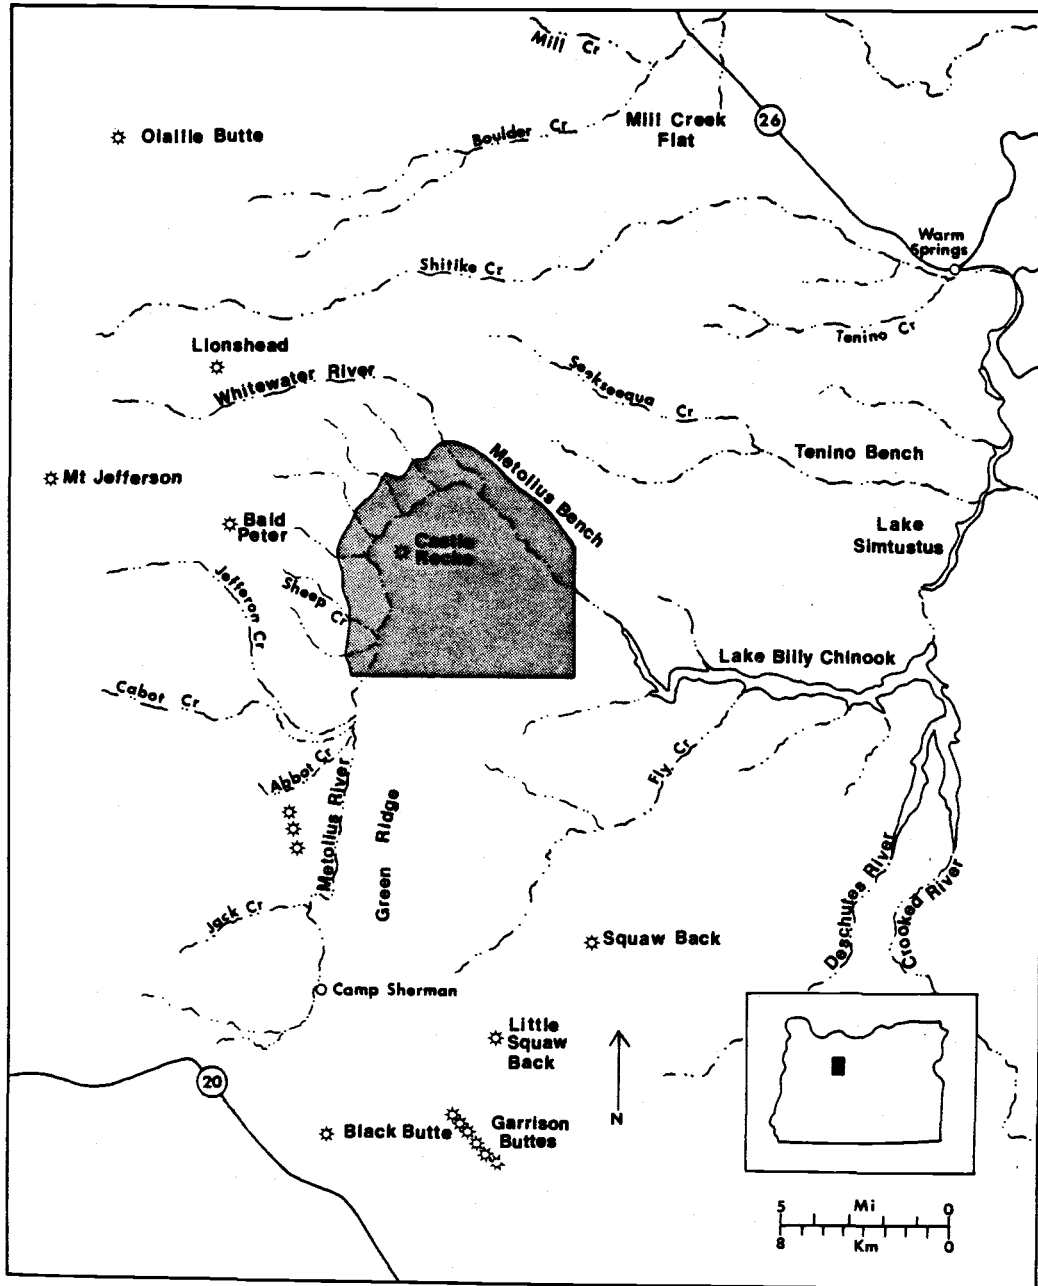 Mill Cr
Olallie Butte
Boulder Cr
Mill Creek
Flat
26
Warm
Springs
Shitike Cr
Tenino Cr
Lionshead
Whitewater River
Seekseequa Cr
Mt Jefferson
Metolius Bench
Tenino Bench
Bald
Peter
Castle
Rocks
Lake
Simtustus
Jefferon Cr
Sheep Cr
Lake Billy Chinook
Cabot Cr
Abbot Cr
Fly Cr
Metolius River
Green Ridge
Deschutes River
Crooked River
Jack Cr
Squaw Back
Camp Sherman
Little
Squaw
Back
N
20
Black Butte
Garrison
Buttes
5 Mi 0
8 Km 0